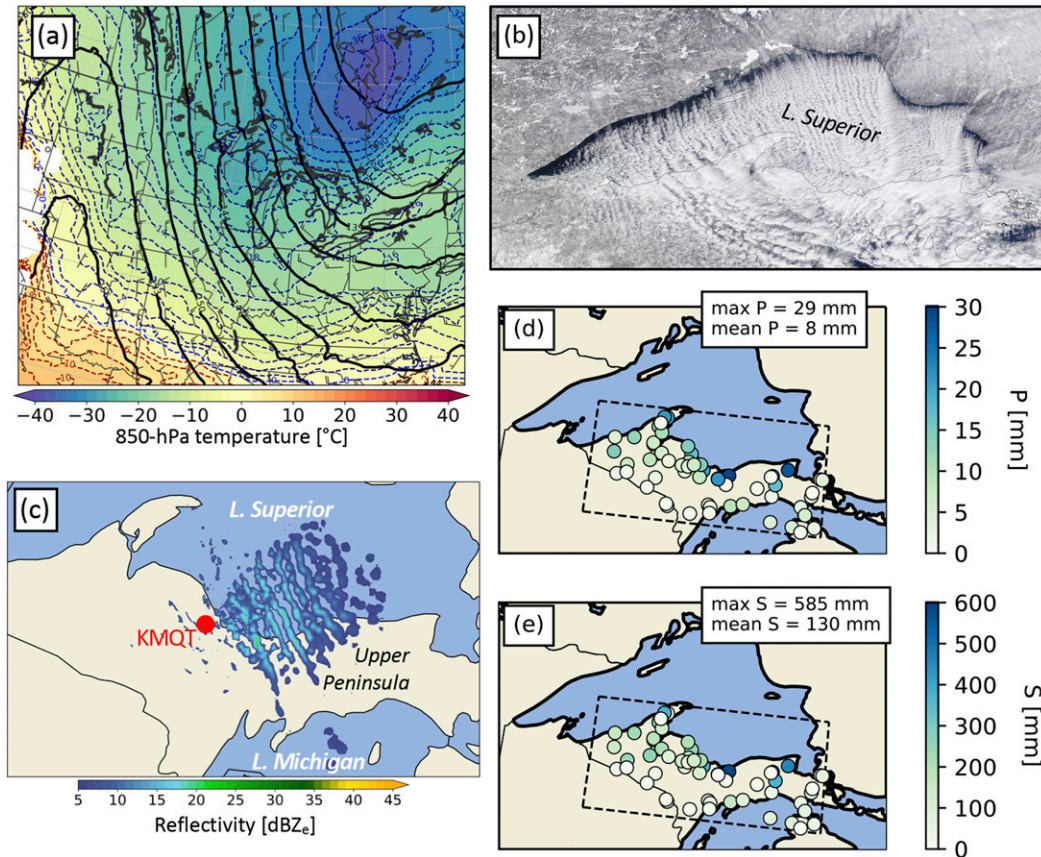 (a)
−40 −30 −20 −10 0 10 20 30 40
850-hPa temperature [°C]
(b)
L. Superior
(c)
L. Superior
KMQT
Upper
Peninsula
L. Michigan
5 10 15 20 25 30 35 40 45
Reflectivity [dBZe]
(d)
max P = 29 mm
mean P = 8 mm
30
25
20
15
10
5
0
P [mm]
(e)
max S = 585 mm
mean S = 130 mm
600
500
400
300
200
100
0
S [mm]